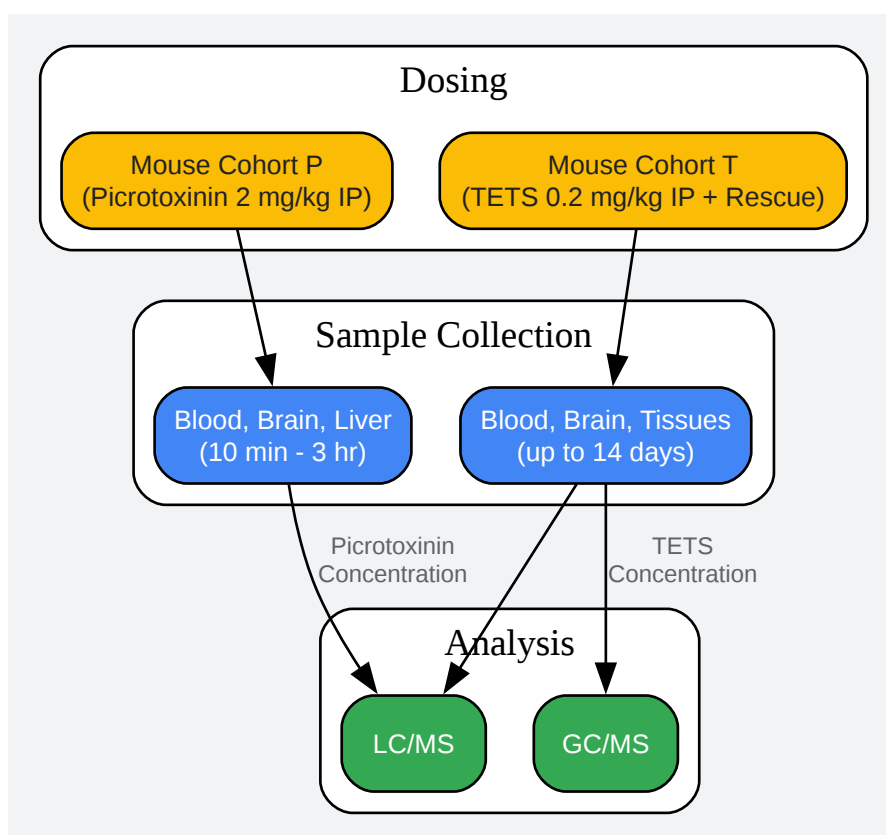 Dosing
Mouse Cohort P
(Picrotoxinin 2 mg/kg IP)
Mouse Cohort T
(TETS 0.2 mg/kg IP + Rescue)
Sample Collection
Blood, Brain, Liver
(10 min - 3 hr)
Blood, Brain, Tissues
(up to 14 days)
Picrotoxinin
Concentration
TETS
Concentration
Analysis
LC/MS
GC/MS